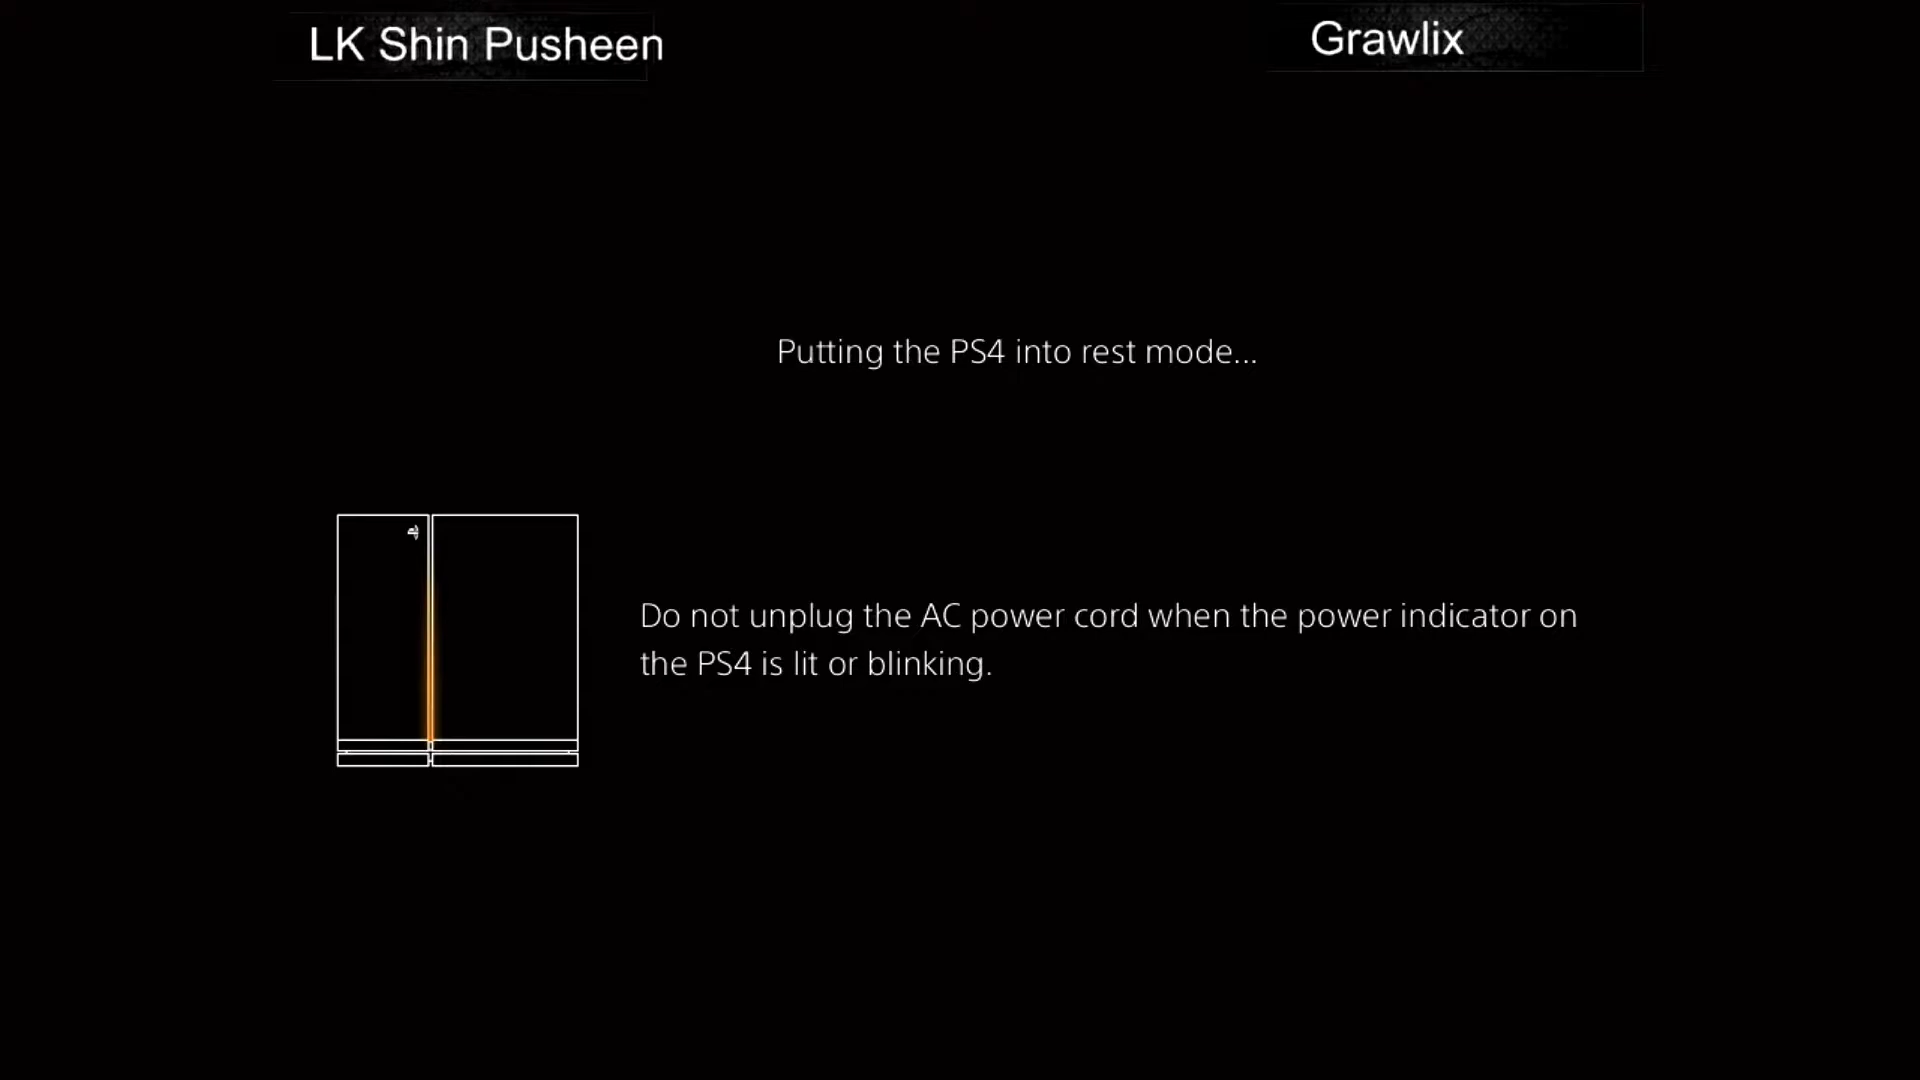 LK Shin Pusheen
Grawlix
Putting the PS4 into rest mode...
Do not unplug the AC power cord when the power indicator on
the PS4 is lit or blinking.